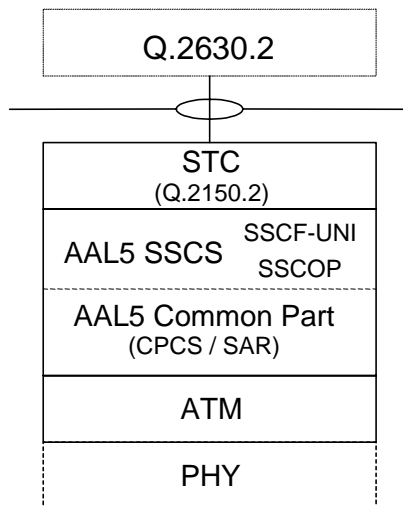 Q.2630.2
STC
(Q.2150.2)
AAL5 SSCS
SSCF-UNI
SSCOP
AAL5 Common Part
(CPCS / SAR)
ATM
PHY